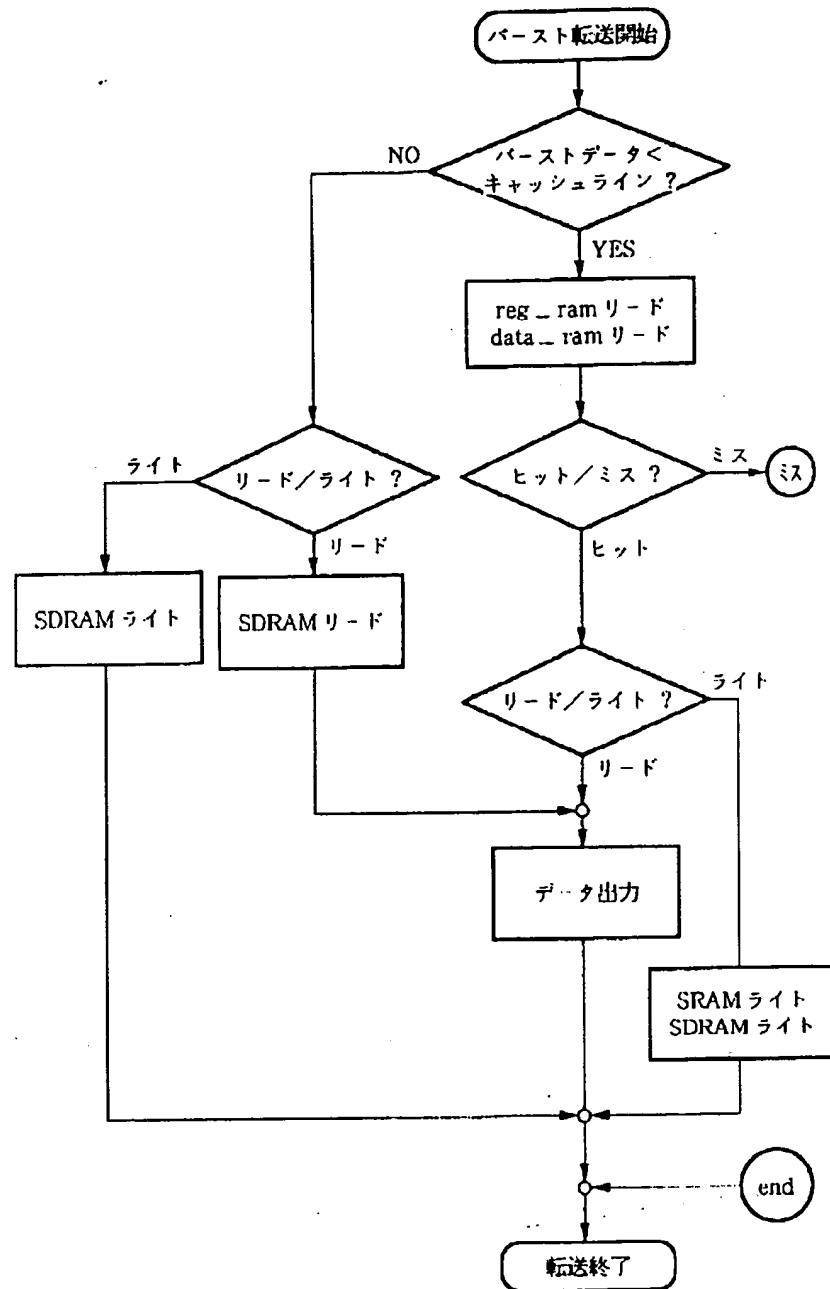 バースト転送開始
バーストデータ<
キャッシュライン ?
NO
YES
reg _ ram リード
data _ ram リード
ライト
リード/ライト ?
リード
ヒット/ミス ?
ミス
ミス
ヒット
SDRAM ライト
SDRAM リード
リード/ライト ?
ライト
リード
データ出力
SRAM ライト
SDRAM ライト
end
転送終了